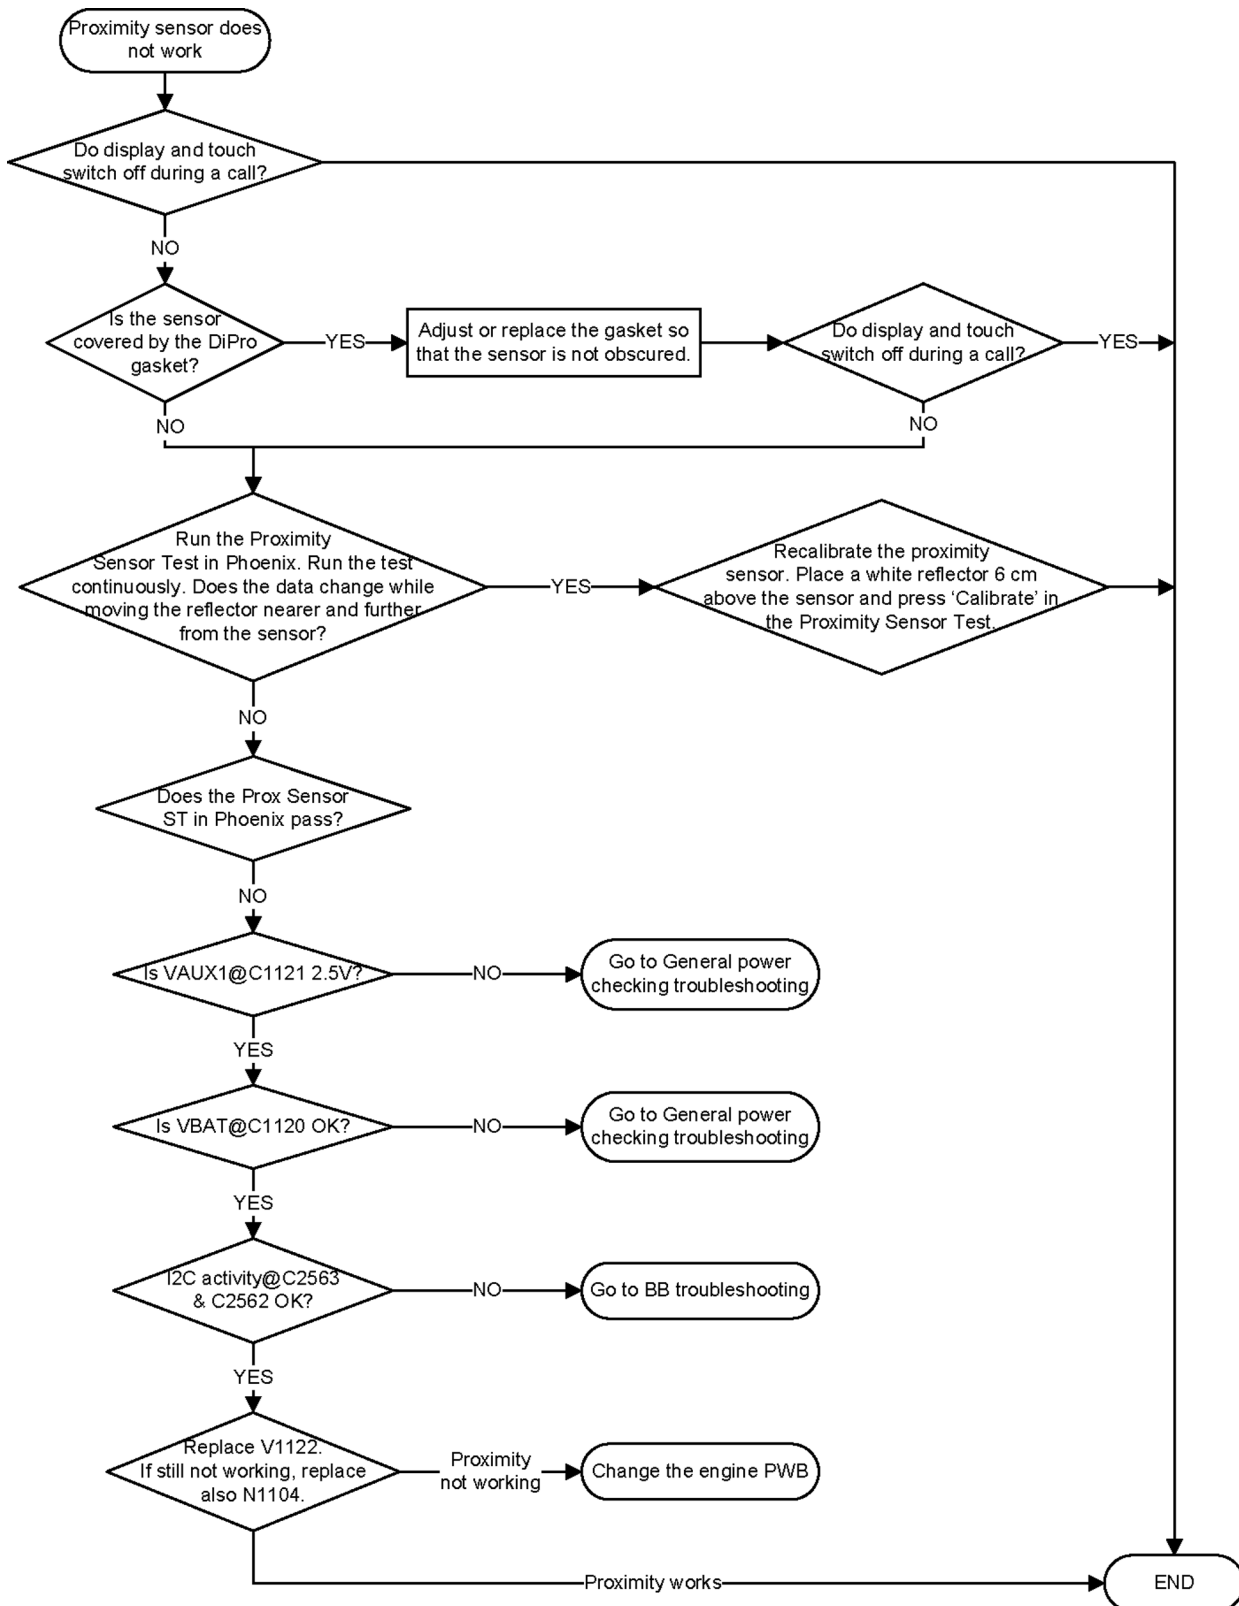 Proximity sensor does
not work
Do display and touch
switch off during a call?
NO
Is the sensor
covered by the DiPro
gasket?
YES
Adjust or replace the gasket so
that the sensor is not obscured.
Do display and touch
switch off during a call?
YES
NO
NO
Run the Proximity
Sensor Test in Phoenix. Run the test
continuously. Does the data change while
moving the reflector nearer and further
from the sensor?
YES
Recalibrate the proximity
sensor. Place a white reflector 6 cm
above the sensor and press ‘Calibrate’ in
the Proximity Sensor Test.
NO
Does the Prox Sensor
ST in Phoenix pass?
NO
Is VAUX1@C1121 2.5V?
NO
Go to General power
checking troubleshooting
YES
Is VBAT@C1120 OK?
NO
Go to General power
checking troubleshooting
YES
I2C activity@C2563
& C2562 OK?
NO
Go to BB troubleshooting
YES
Replace V1122.
If still not working, replace
also N1104.
Proximity
not working
Change the engine PWB
Proximity works
END